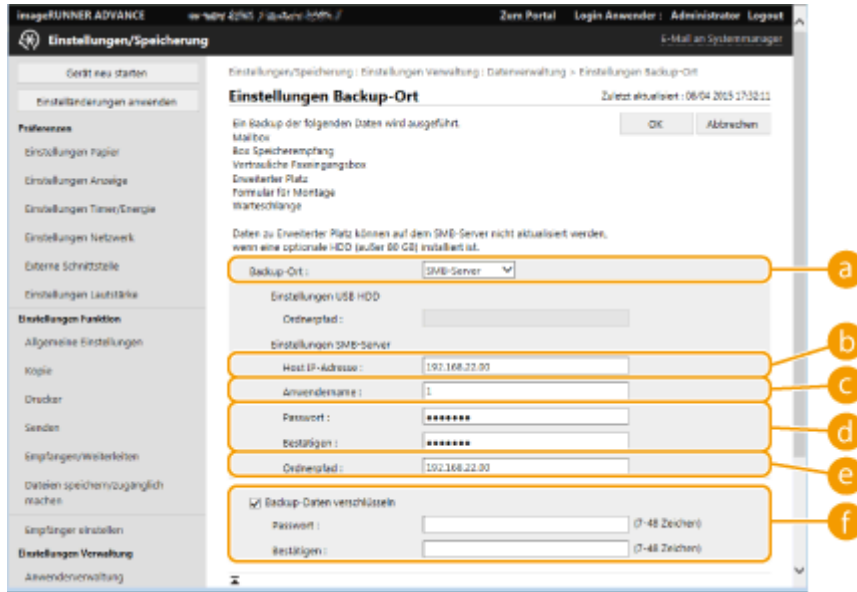 imageRUNNER ADVANCE
Zum Portal Login Anwender : Administrator Logout
Einstellungen/Speicherung
E-Mail an Systemmanager
Gerät neu starten
Einstelländerungen anwenden
Präferenzen
Einstellungen Papier
Einstellungen Anzeige
Einstellungen Timer/Energie
Einstellungen Netzwerk
Externe Schnittstelle
Einstellungen Lautstärke
Einstellungen Funktion
Allgemeine Einstellungen
Kopie
Drucker
Senden
Empfangen/Weiterleiten
Dateien speichern/zugänglich
machen
Empfänger einstellen
Einstellungen Verwaltung
Anwenderverwaltung
Einstellungen/Speicherung : Einstellungen Verwaltung : Datenverwaltung > Einstellungen Backup-Ort
Einstellungen Backup-Ort
Zuletzt aktualisiert : 08/04 2015 17:32:11
Ein Backup der folgenden Daten wird ausgeführt.
OK Abbrechen
Mailbox
Box Speicherempfang
Vertrauliche Faxeingangsbox
Erweiterter Platz
Formular für Montage
Warteschlange
Daten zu Erweiterter Platz können auf dem SMB-Server nicht aktualisiert werden,
wenn eine optionale HDD (außer 80 GB) installiert ist.
Backup-Ort : SMB-Server
a
Einstellungen USB HDD
Ordnerpfad :
Einstellungen SMB-Server
Host IP-Adresse : 192.168.22.00
b
Anwendername : 1
c
Passwort : •••••••
Bestätigen : •••••••
d
Ordnerpfad : 192.168.22.00
e
Backup-Daten verschlüsseln
Passwort : (7-48 Zeichen)
Bestätigen : (7-48 Zeichen)
f